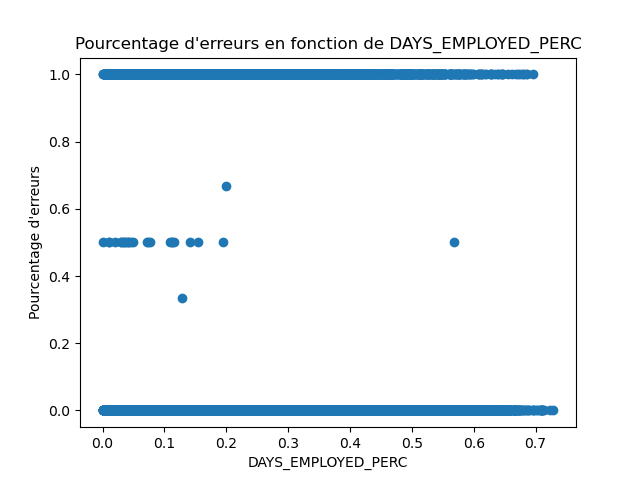 Pourcentage d'erreurs en fonction de DAYS_EMPLOYED_PERC
1.0
0.8
0.6
0.4
0.2
0.0
Pourcentage d'erreurs
0.0 0.1 0.2 0.3 0.4 0.5 0.6 0.7
DAYS_EMPLOYED_PERC